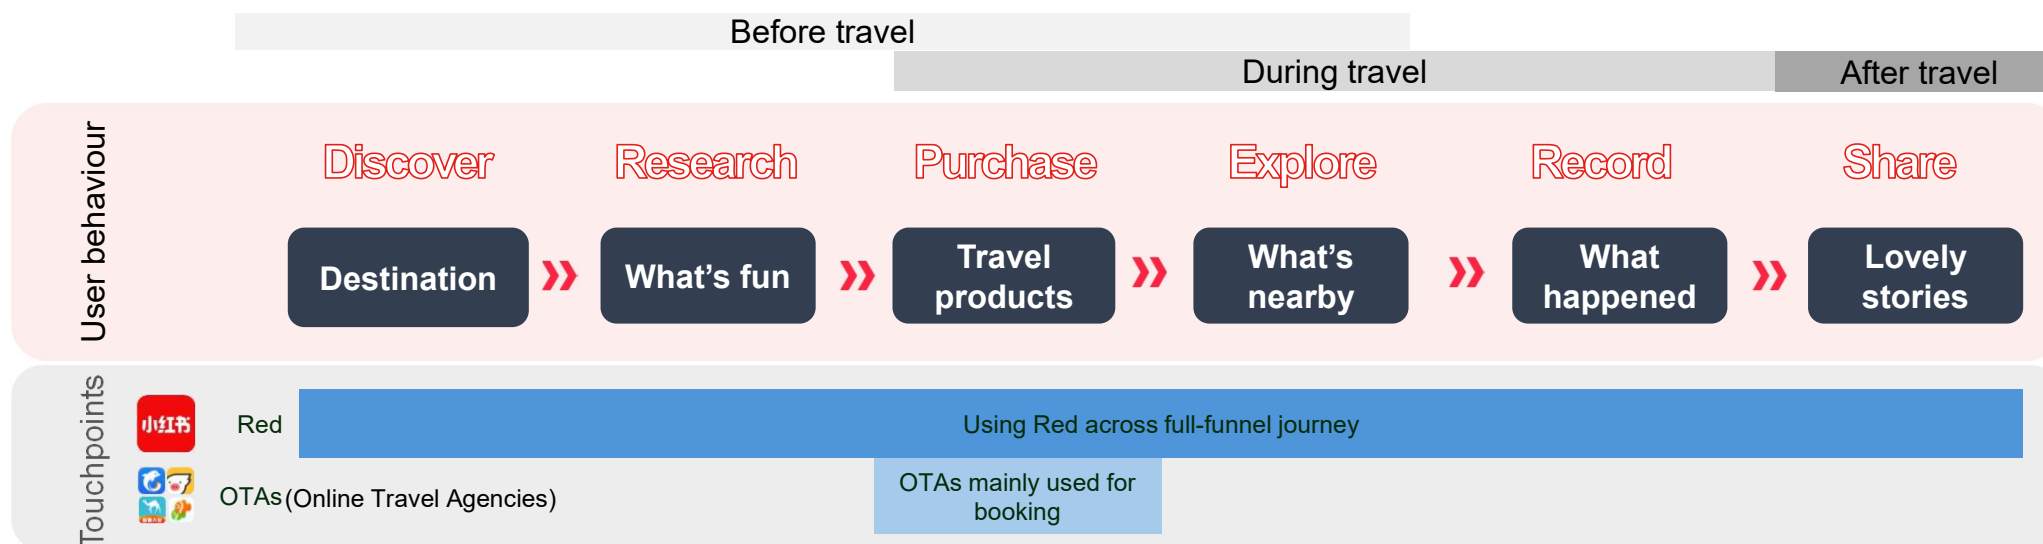 Before travel
During travel
After travel
User behaviour
Discover
Research
Purchase
Explore
Record
Share
Destination
What's fun
Travel
products
What's
nearby
What
happened
Lovely
stories
Touchpoints
小红书
Red
Using Red across full-funnel journey
OTAs (Online Travel Agencies)
OTAs mainly used for
booking